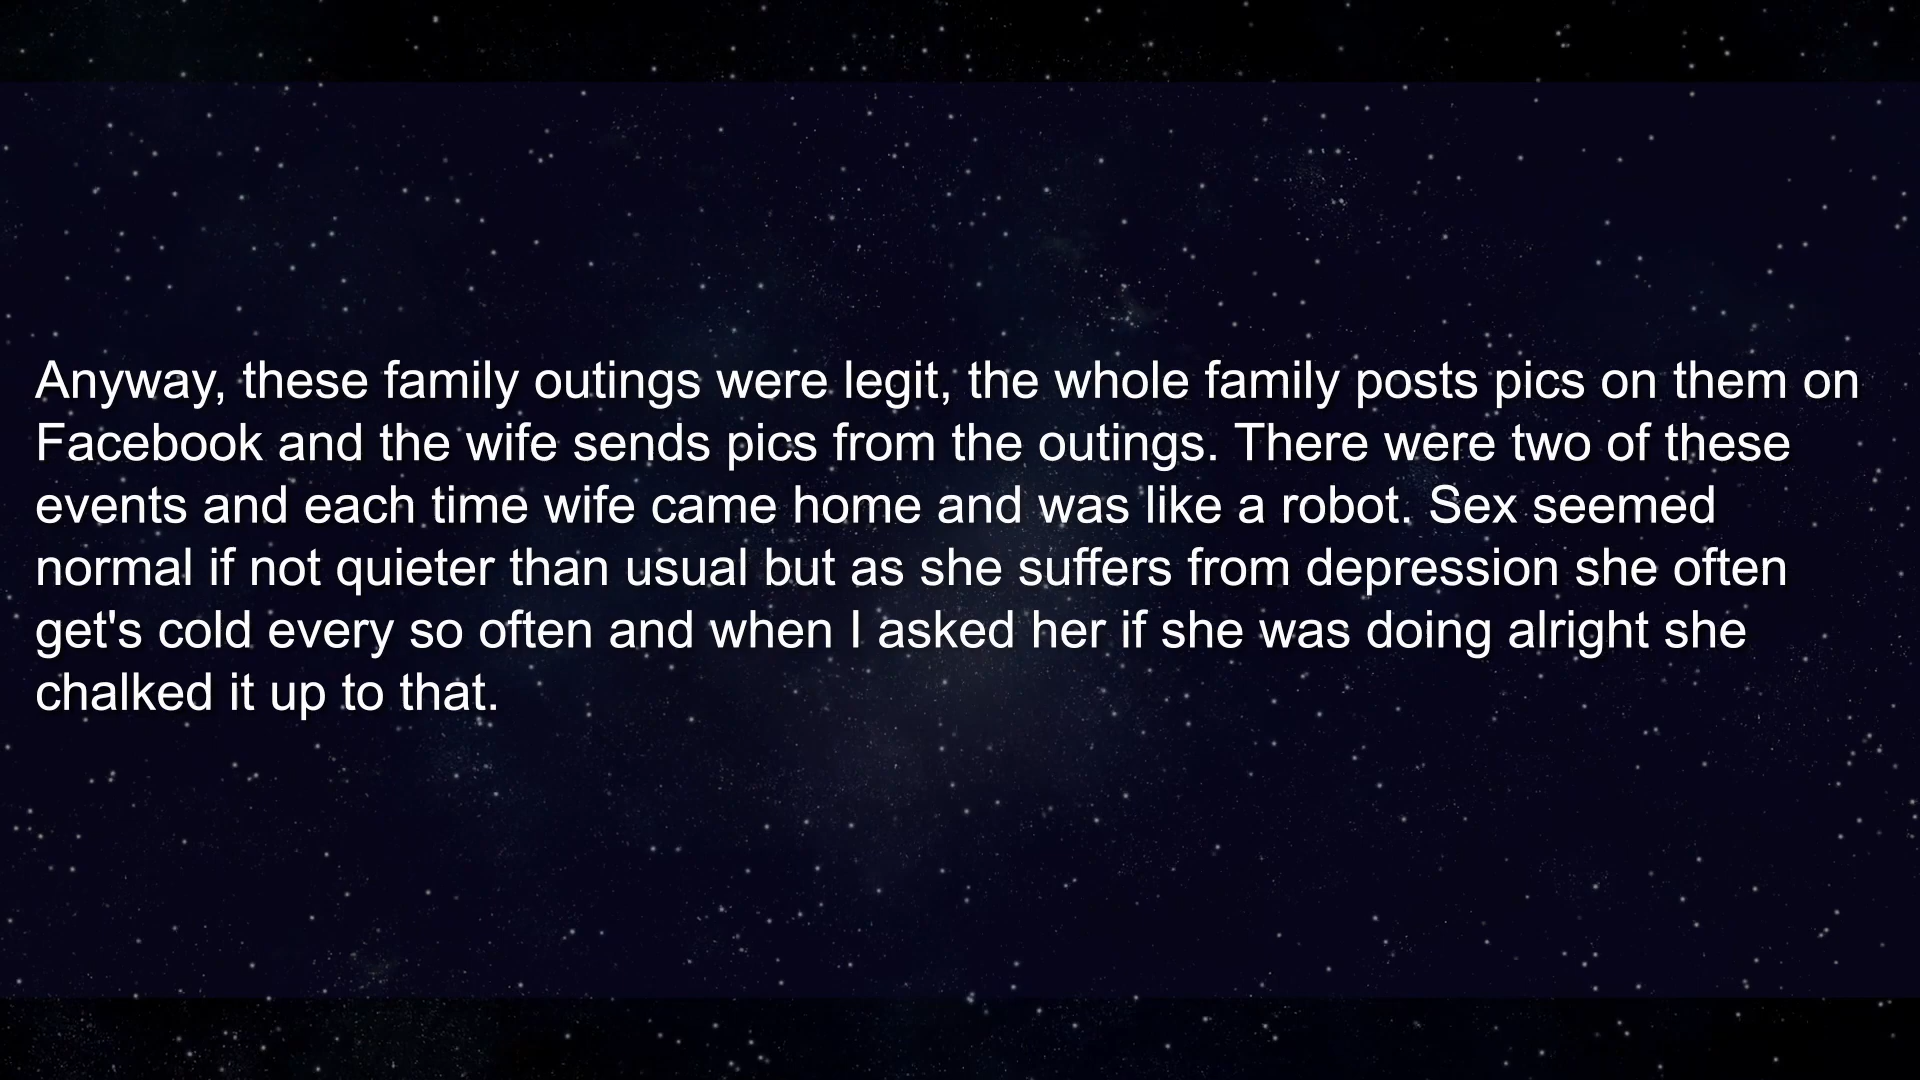 Anyway, these family outings were legit, the whole family posts pics on them on
Facebook and the wife sends pics from the outings. There were two of these
events and each time wife came home and was like a robot. Sex seemed
normal if not quieter than usual but as she suffers from depression she often
get's cold every so often and when I asked her if she was doing alright she
chalked it up to that.